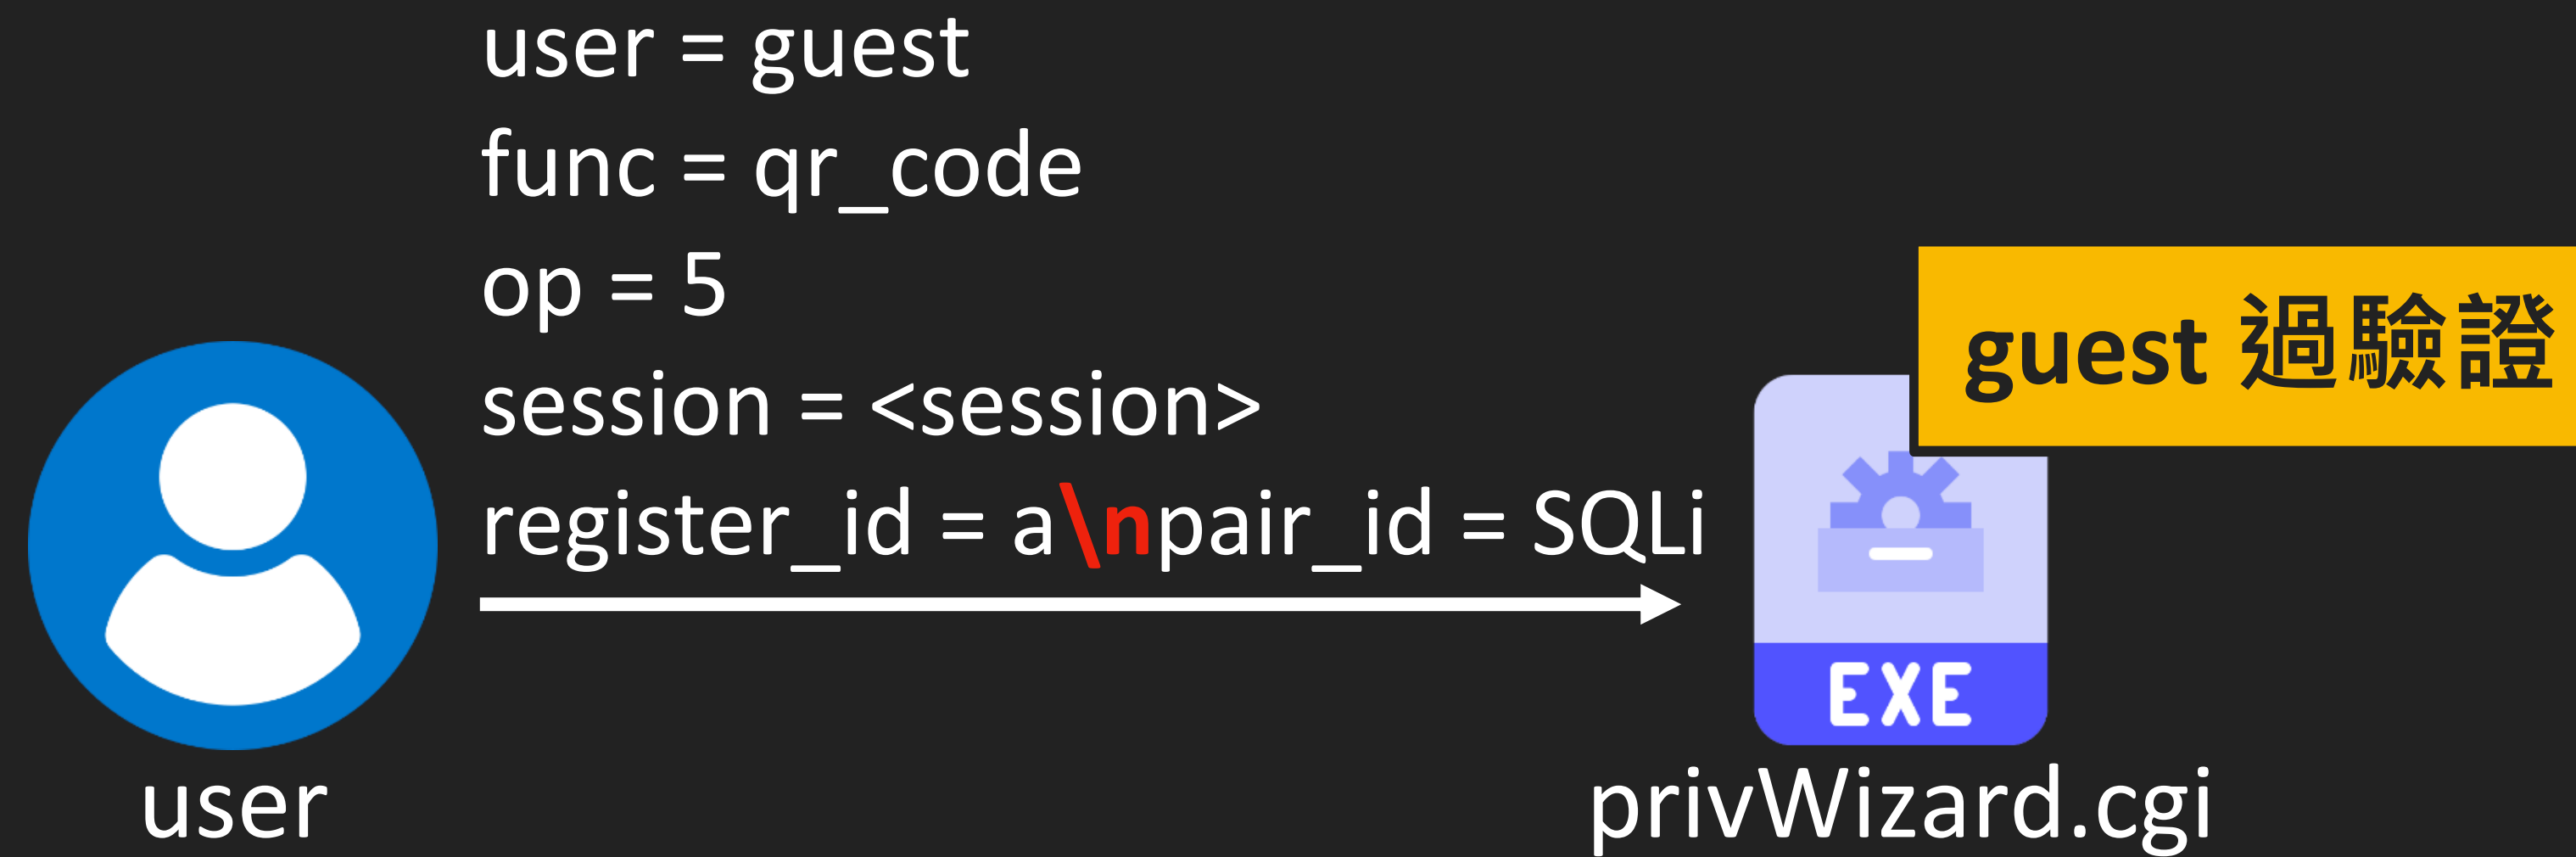 user = guest
func = qr_code
op = 5
session = <session>
register_id = a\npair_id = SQLi
guest 過驗證
EXE
user
privWizard.cgi